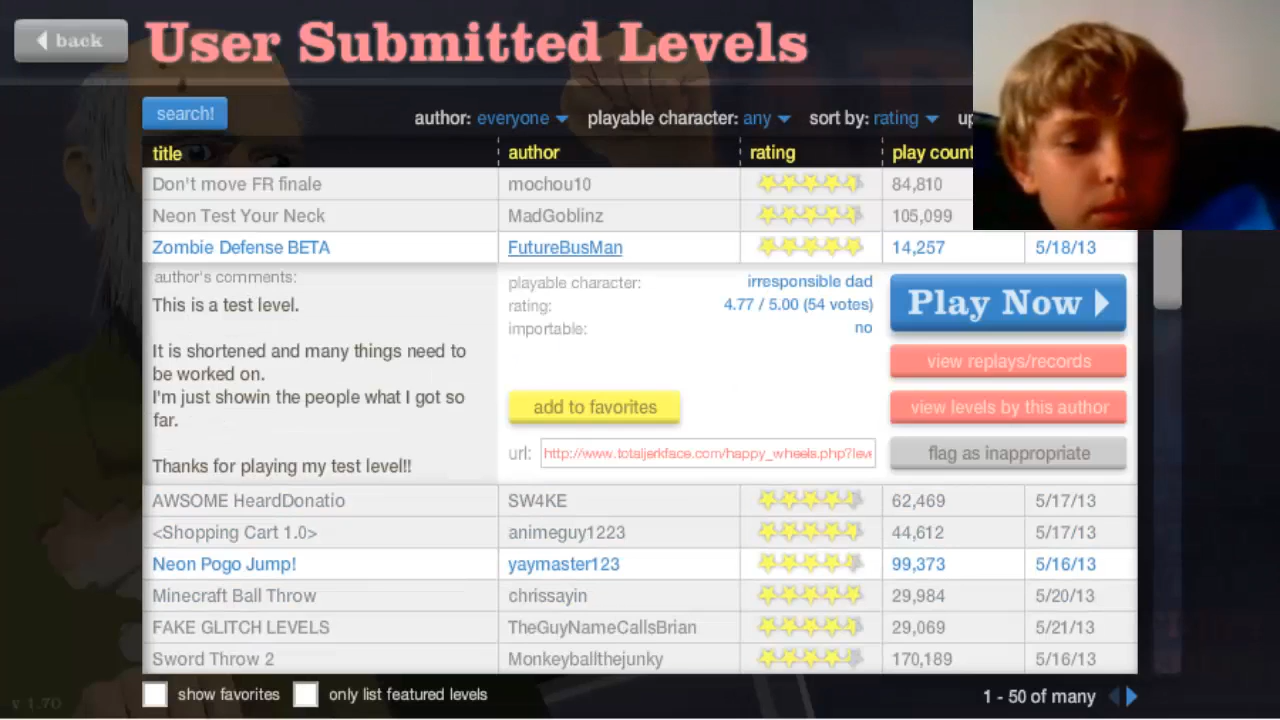 back
User Submitted Levels
search!
author: everyone playable character: any sort by: rating up
title author rating play count
Don't move FR finale mochou10 84,810
Neon Test Your Neck MadGoblinz 105,099
Zombie Defense BETA FutureBusMan 14,257 5/18/13
author's comments:
This is a test level.
It is shortened and many things need to
be worked on.
I'm just showin the people what I got so
far.
Thanks for playing my test level!!
playable character: irresponsible dad
rating: 4.77 / 5.00 (54 votes)
importable: no
add to favorites
url: http://www.totaljerkface.com/happy_wheels.php?leve
Play Now
view replays/records
view levels by this author
flag as inappropriate
AWSOME HeardDonatio SW4KE 62,469 5/17/13
<Shopping Cart 1.0> animeguy1223 44,612 5/17/13
Neon Pogo Jump! yaymaster123 99,373 5/16/13
Minecraft Ball Throw chrissayin 29,984 5/20/13
FAKE GLITCH LEVELS TheGuyNameCallsBrian 29,069 5/21/13
Sword Throw 2 Monkeyballthejunky 170,189 5/16/13
show favorites only list featured levels 1 - 50 of many
v 1.70